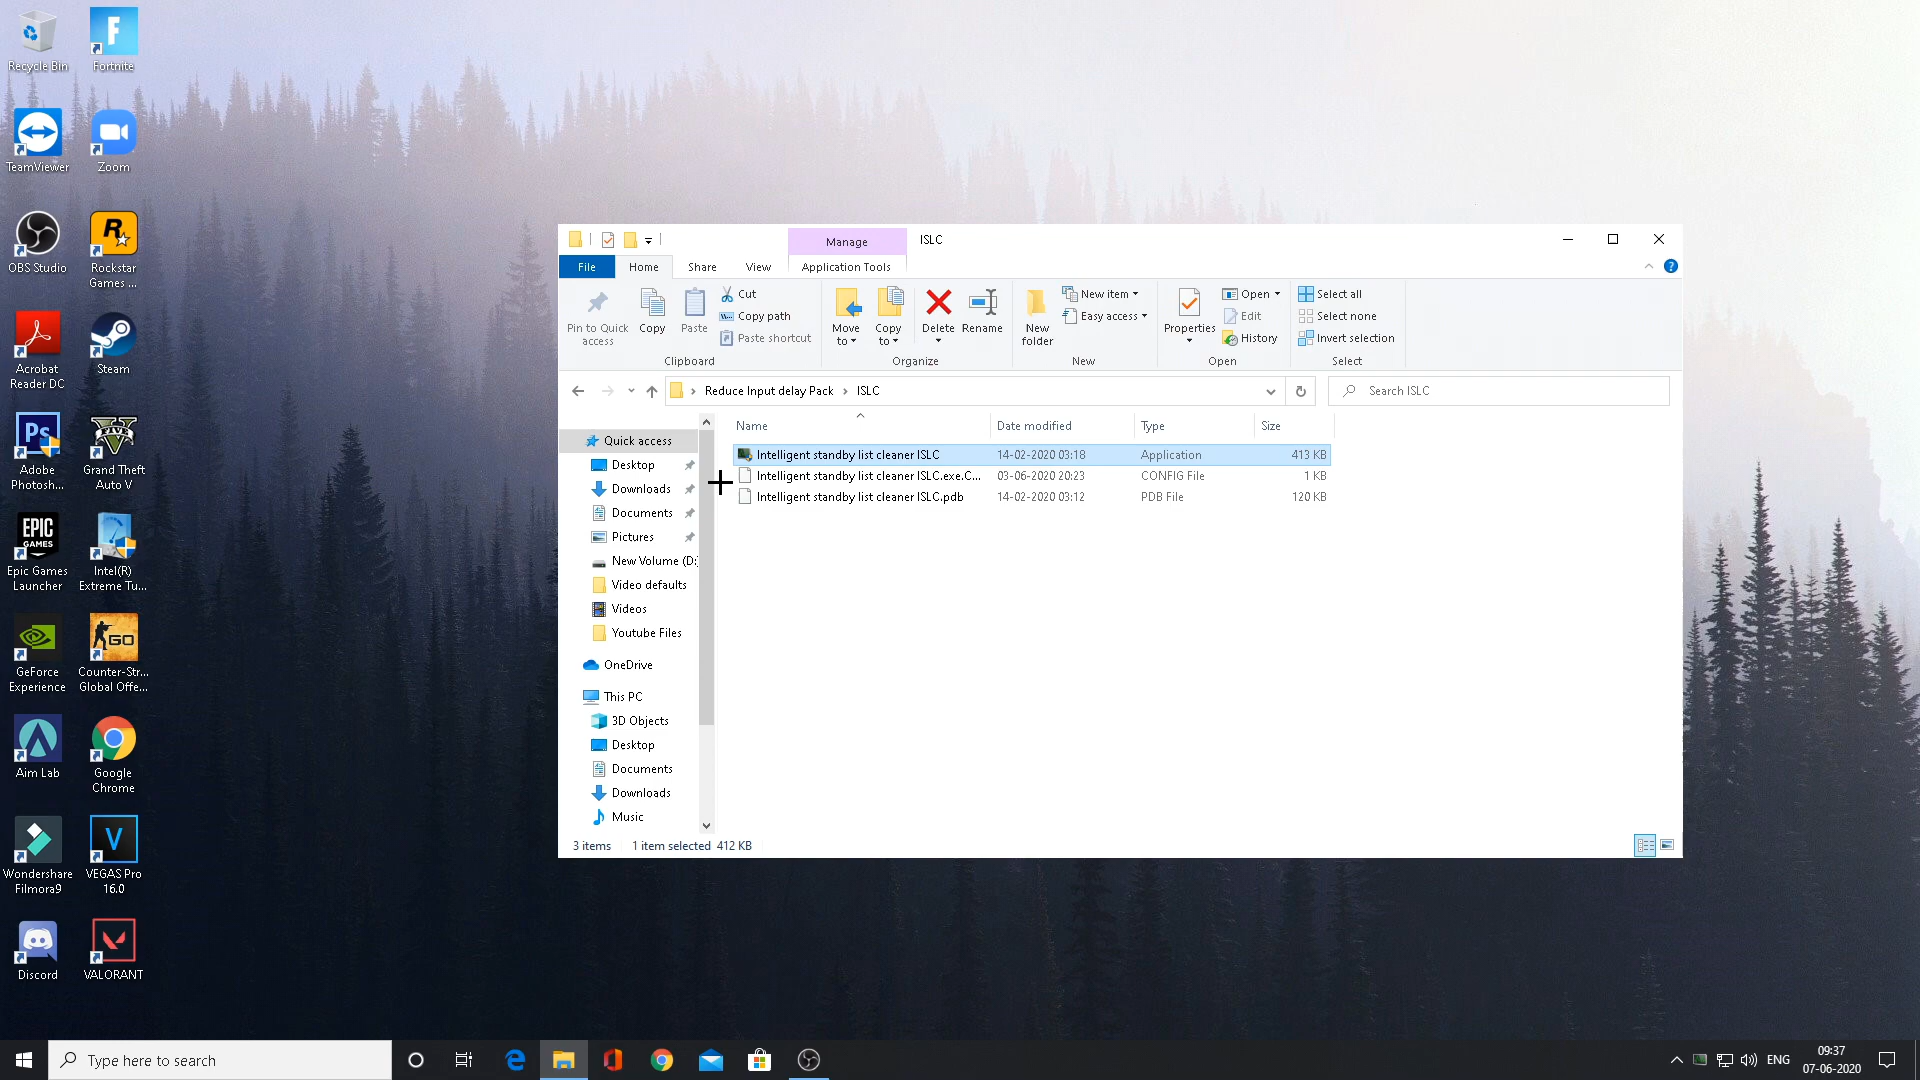 Recycle Bin
Fortnite
TeamViewer
Zoom
OBS Studio
Rockstar
Games ...
Acrobat
Reader DC
Steam
Ps
Adobe
Photosh...
Grand Theft
Auto V
EPIC
GAMES
Epic Games
Launcher
Intel(R)
Extreme Tu...
GeForce
Experience
GO
Counter-Str...
Global Offe...
Aim Lab
Google
Chrome
Wondershare
Filmora9
V
VEGAS Pro
16.0
Discord
VALORANT
Manage
ISLC
File
Home
Share
View
Application Tools
Pin to Quick
access
Copy
Paste
Cut
Copy path
Paste shortcut
Clipboard
Move
to
Copy
to
Delete
Rename
Organize
New
folder
New item
Easy access
New
Properties
Open
Edit
History
Open
Select all
Select none
Invert selection
Select
Reduce Input delay Pack > ISLC
Search ISLC
Name
Date modified
Type
Size
Intelligent standby list cleaner ISLC 14-02-2020 03:18 Application 413 KB
Intelligent standby list cleaner ISLC.exe.C... 03-06-2020 20:23 CONFIG File 1 KB
Intelligent standby list cleaner ISLC.pdb 14-02-2020 03:12 PDB File 120 KB
Quick access
Desktop
Downloads
Documents
Pictures
New Volume (D:)
Video defaults
Videos
Youtube Files
OneDrive
This PC
3D Objects
Desktop
Documents
Downloads
Music
3 items 1 item selected 412 KB
Type here to search
ENG
09:37
07-06-2020